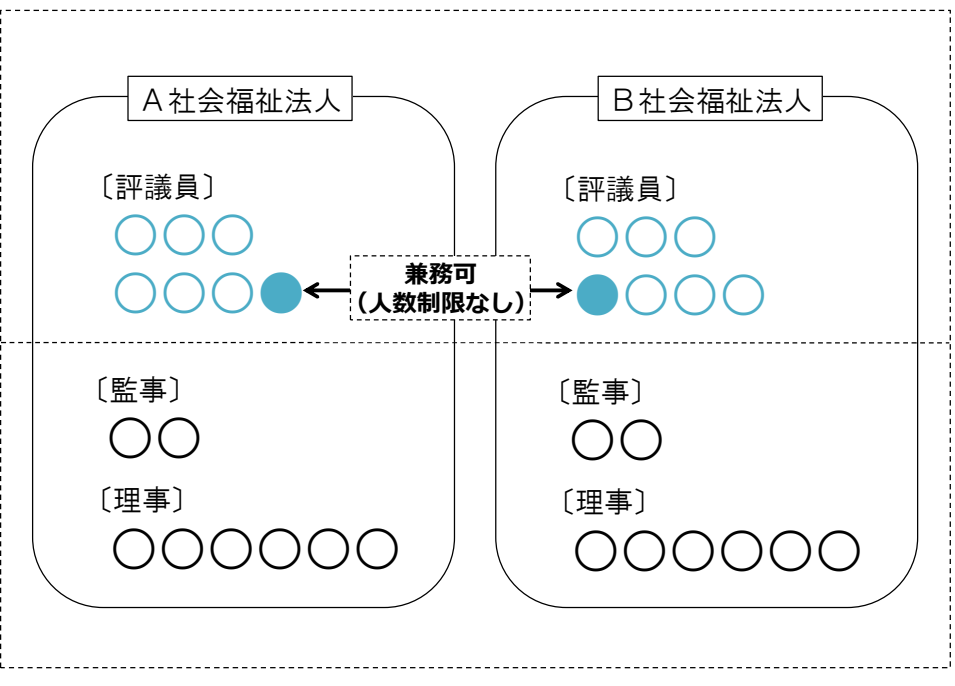 A社会福祉法人
B社会福祉法人
〔評議員〕
〔評議員〕
兼務可
（人数制限なし）
〔監事〕
〔監事〕
〔理事〕
〔理事〕